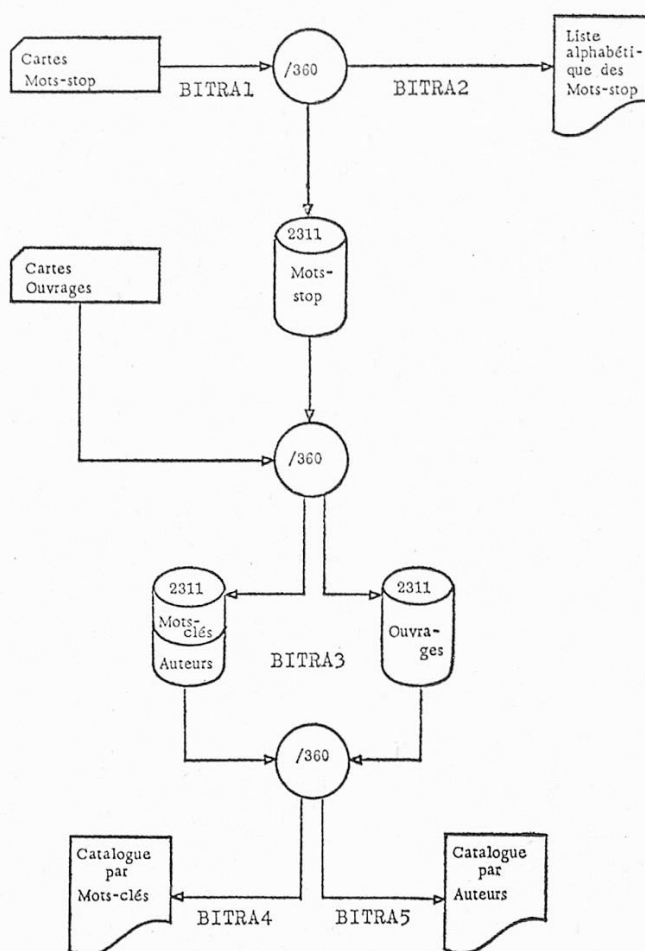 Cartes
Mots-stop
BITRA1
/360
BITRA2
Liste
alphabéti-
que des
Mots-stop
2311
Mots-
stop
Cartes
Ouvrages
/360
2311
Mots-
clés
Auteurs
BITRA3
2311
Ouvra-
ges
/360
Catalogue
par
Mots-clés
BITRA4
BITRA5
Catalogue
par
Auteurs